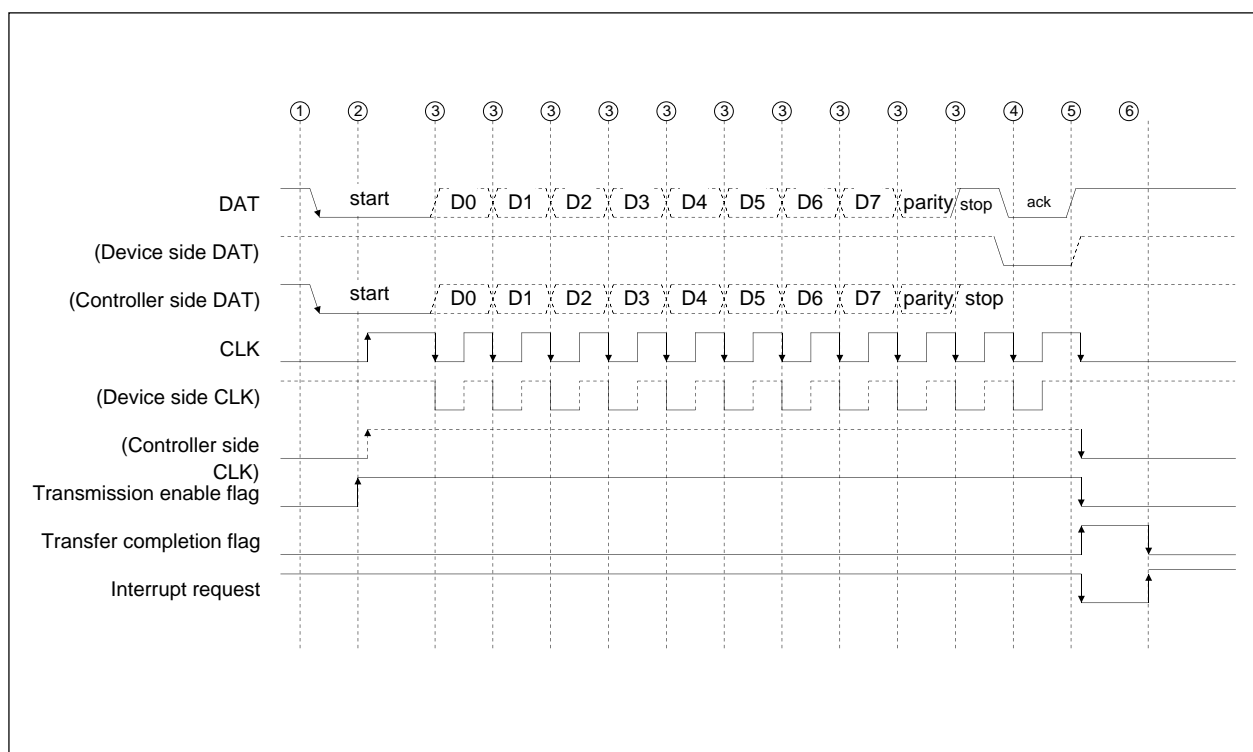 ① ② ③ ③ ③ ③ ③ ③ ③ ③ ③ ③ ④ ⑤ ⑥
DAT start D0 D1 D2 D3 D4 D5 D6 D7 parity stop ack
(Device side DAT)
(Controller side DAT) start D0 D1 D2 D3 D4 D5 D6 D7 parity stop
CLK
(Device side CLK)
(Controller side
CLK)
Transmission enable flag
Transfer completion flag
Interrupt request